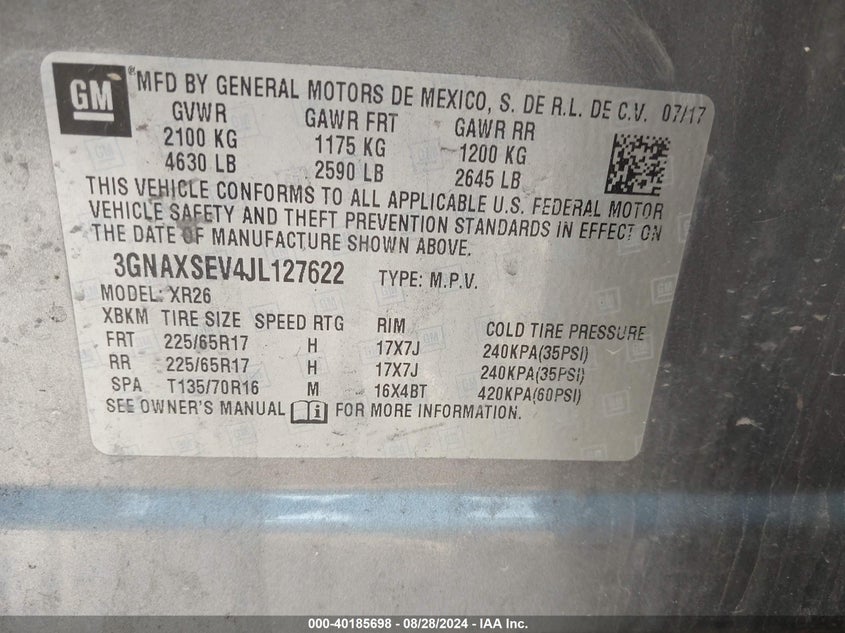 GM
®MFD BY GENERAL MOTORS DE MEXICO, S. DE R.L. DE C.V. 07/17
GVWR GAWR FRT GAWR RR
2100 KG 1175 KG 1200 KG
4630 LB 2590 LB 2645 LB
THIS VEHICLE CONFORMS TO ALL APPLICABLE U.S. FEDERAL MOTOR
VEHICLE SAFETY AND THEFT PREVENTION STANDARDS IN EFFECT ON
THE DATE OF MANUFACTURE SHOWN ABOVE.
3GNAXSEV4JL127622 TYPE: M.P.V.
MODEL: XR26
XBKM TIRE SIZE SPEED RTG RIM COLD TIRE PRESSURE
FRT 225/65R17 H 17X7J 240KPA(35PSI)
RR 225/65R17 H 17X7J 240KPA(35PSI)
SPA T135/70R16 M 16X4BT 420KPA(60PSI)
SEE OWNER'S MANUAL FOR MORE INFORMATION.
000-40185698 - 08/28/2024 - IAA Inc.